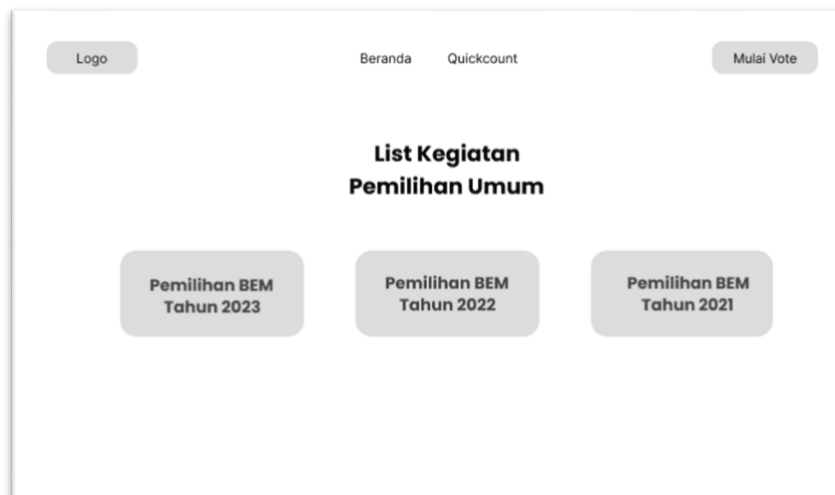 Logo
Beranda
Quickcount
Mulai Vote
List Kegiatan
Pemilihan Umum
Pemilihan BEM
Tahun 2023
Pemilihan BEM
Tahun 2022
Pemilihan BEM
Tahun 2021